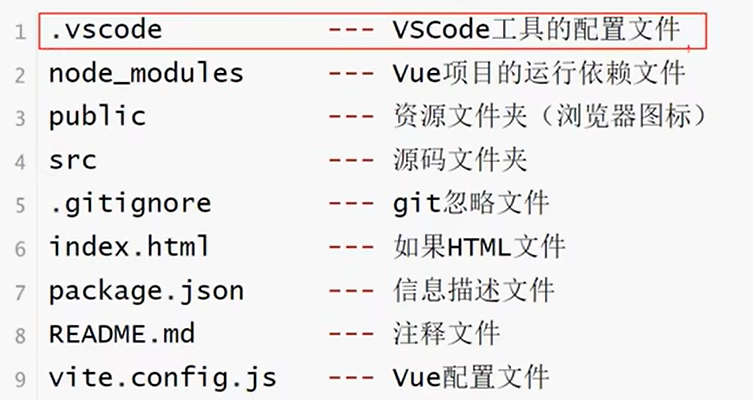 1 .vscode --- VSCode工具的配置文件
2 node_modules --- Vue项目的运行依赖文件
3 public --- 资源文件夹（浏览器图标）
4 src --- 源码文件夹
5 .gitignore --- git忽略文件
6 index.html --- 如果HTML文件
7 package.json --- 信息描述文件
8 README.md --- 注释文件
9 vite.config.js --- Vue配置文件